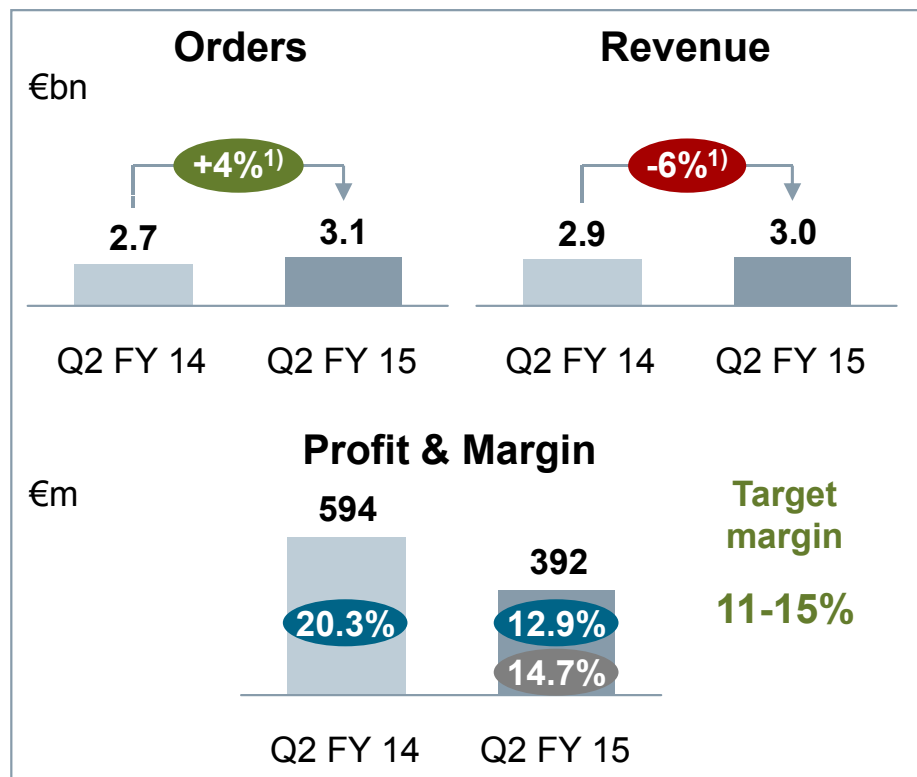 Orders
€bn
+4%1)
2.7
3.1
Q2 FY 14
Q2 FY 15
Revenue
-6%1)
2.9
3.0
Q2 FY 14
Q2 FY 15
Profit & Margin
€m
594
392
20.3%
12.9%
14.7%
Q2 FY 14
Q2 FY 15
Target
margin
11-15%